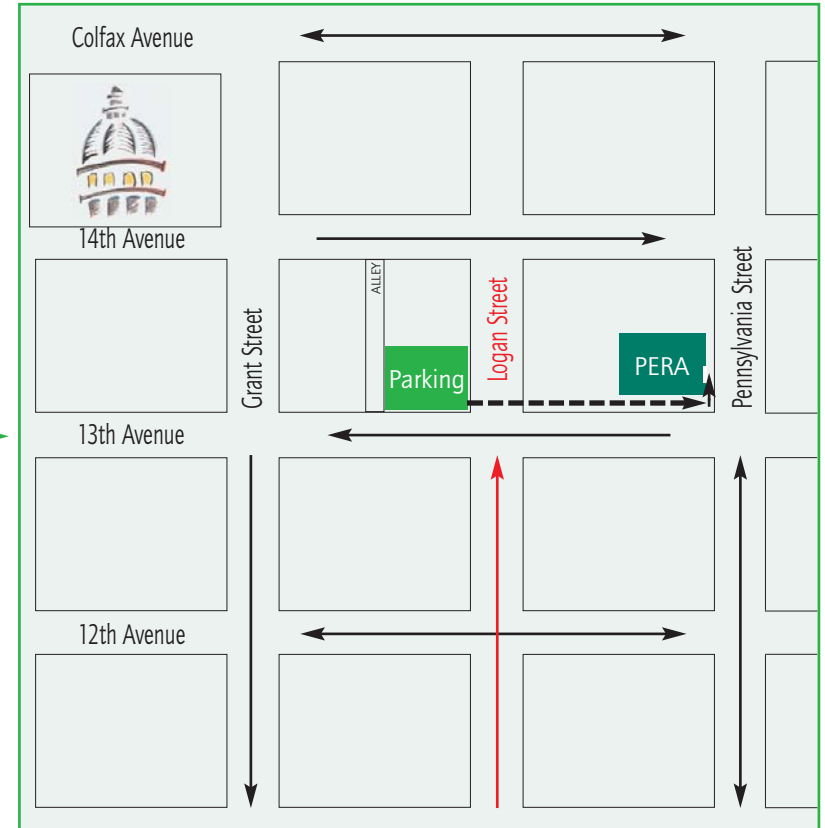 Colfax Avenue
14th Avenue
ALLEY
Grant Street
Parking
Logan Street
PERA
Pennsylvania Street
13th Avenue
12th Avenue